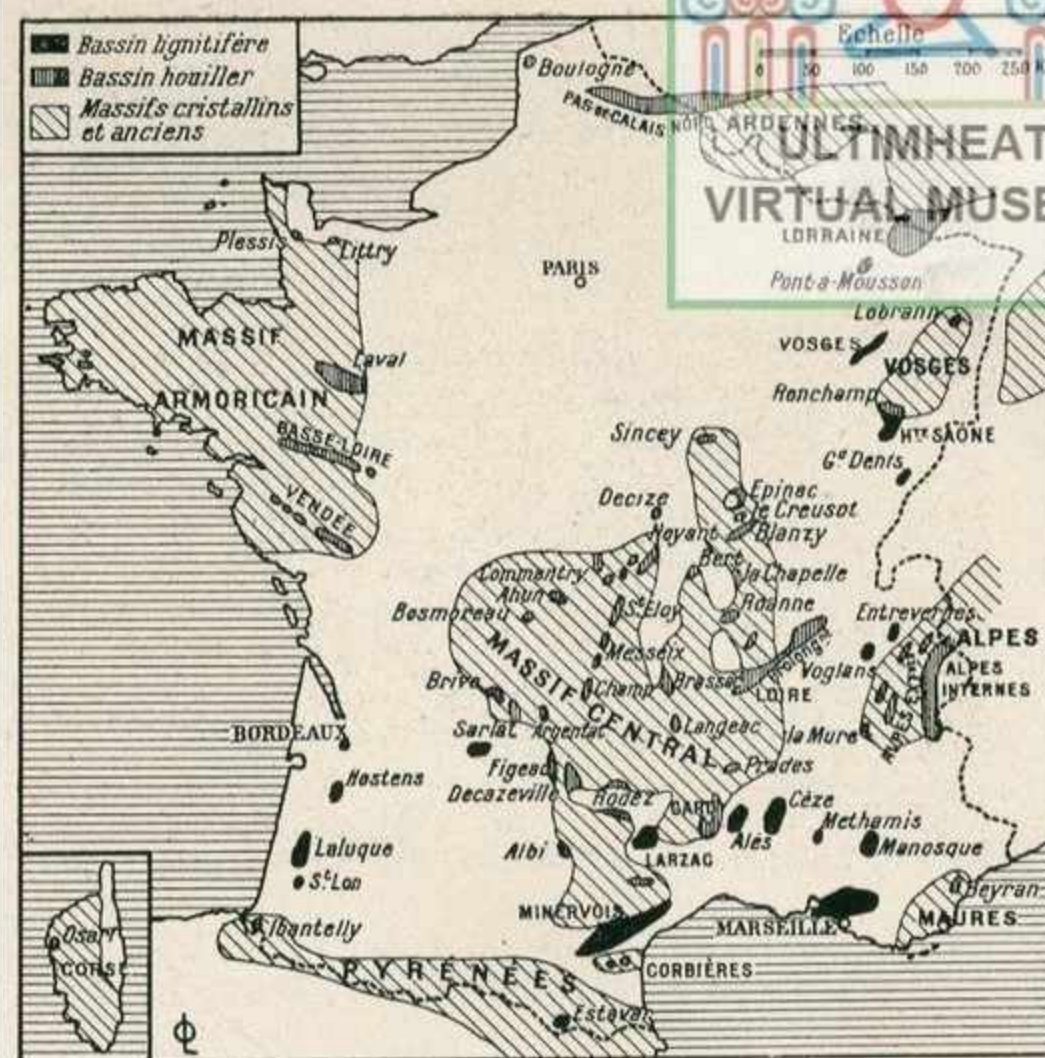 Bassin lignitifère
Bassin houiller
Massifs cristallins
et anciens
Echelle
0 50 100 150 200 250 K
Boulogne
PAS DE CALAIS NORD
ARDENNES
ULTIMHEAT
VIRTUAL MUSE
LORRAINE
Pont-a-Mousson
Plessis
Littry
PARIS
VOSGES
VOSGES
Ronchamp
Hte SAÔNE
Gd Denis
MASSIF
ARMORICAIN
Laval
BASSE-LOIRE
VENDÉE
Sincey
Decize
Epinac
le Creusot
Blanzy
Noyant
Bert
la Chapelle
Commentry
Ahun
St Eloy
Roanne
Bosmoreau
Messeix
MASSIF CENTRAL
Brive
Champ
Brassac
LOIRE
Entrevernes
Voglans
ALPES
ALPES
INTERNES
Argentat
Langeac
la Mure
Sarlat
BORDEAUX
Hostens
Figeac
Decazeville
Rodez
Prades
GARD
Cèze
Alès
Methamis
Manosque
Laluque
St Lon
Albi
LARZAC
MINERVOIS
MARSEILLE
MAURES
Ibantelly
PYRÉNÉES
CORBIÈRES
Estavar
Osani
CORSE